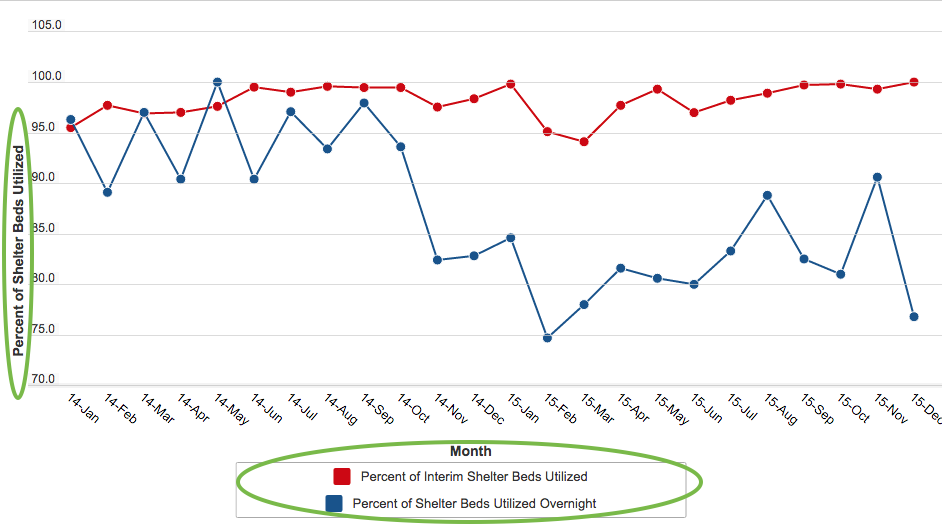 105.0
100.0
95.0
90.0
85.0
80.0
75.0
70.0
Percent of Shelter Beds Utilized
14-Jan
14-Feb
14-Mar
14-Apr
14-May
14-Jun
14-Jul
14-Aug
14-Sep
14-Oct
14-Nov
14-Dec
15-Jan
15-Feb
15-Mar
15-Apr
15-May
15-Jun
15-Jul
15-Aug
15-Sep
15-Oct
15-Nov
15-Dec
Month
Percent of Interim Shelter Beds Utilized
Percent of Shelter Beds Utilized Overnight